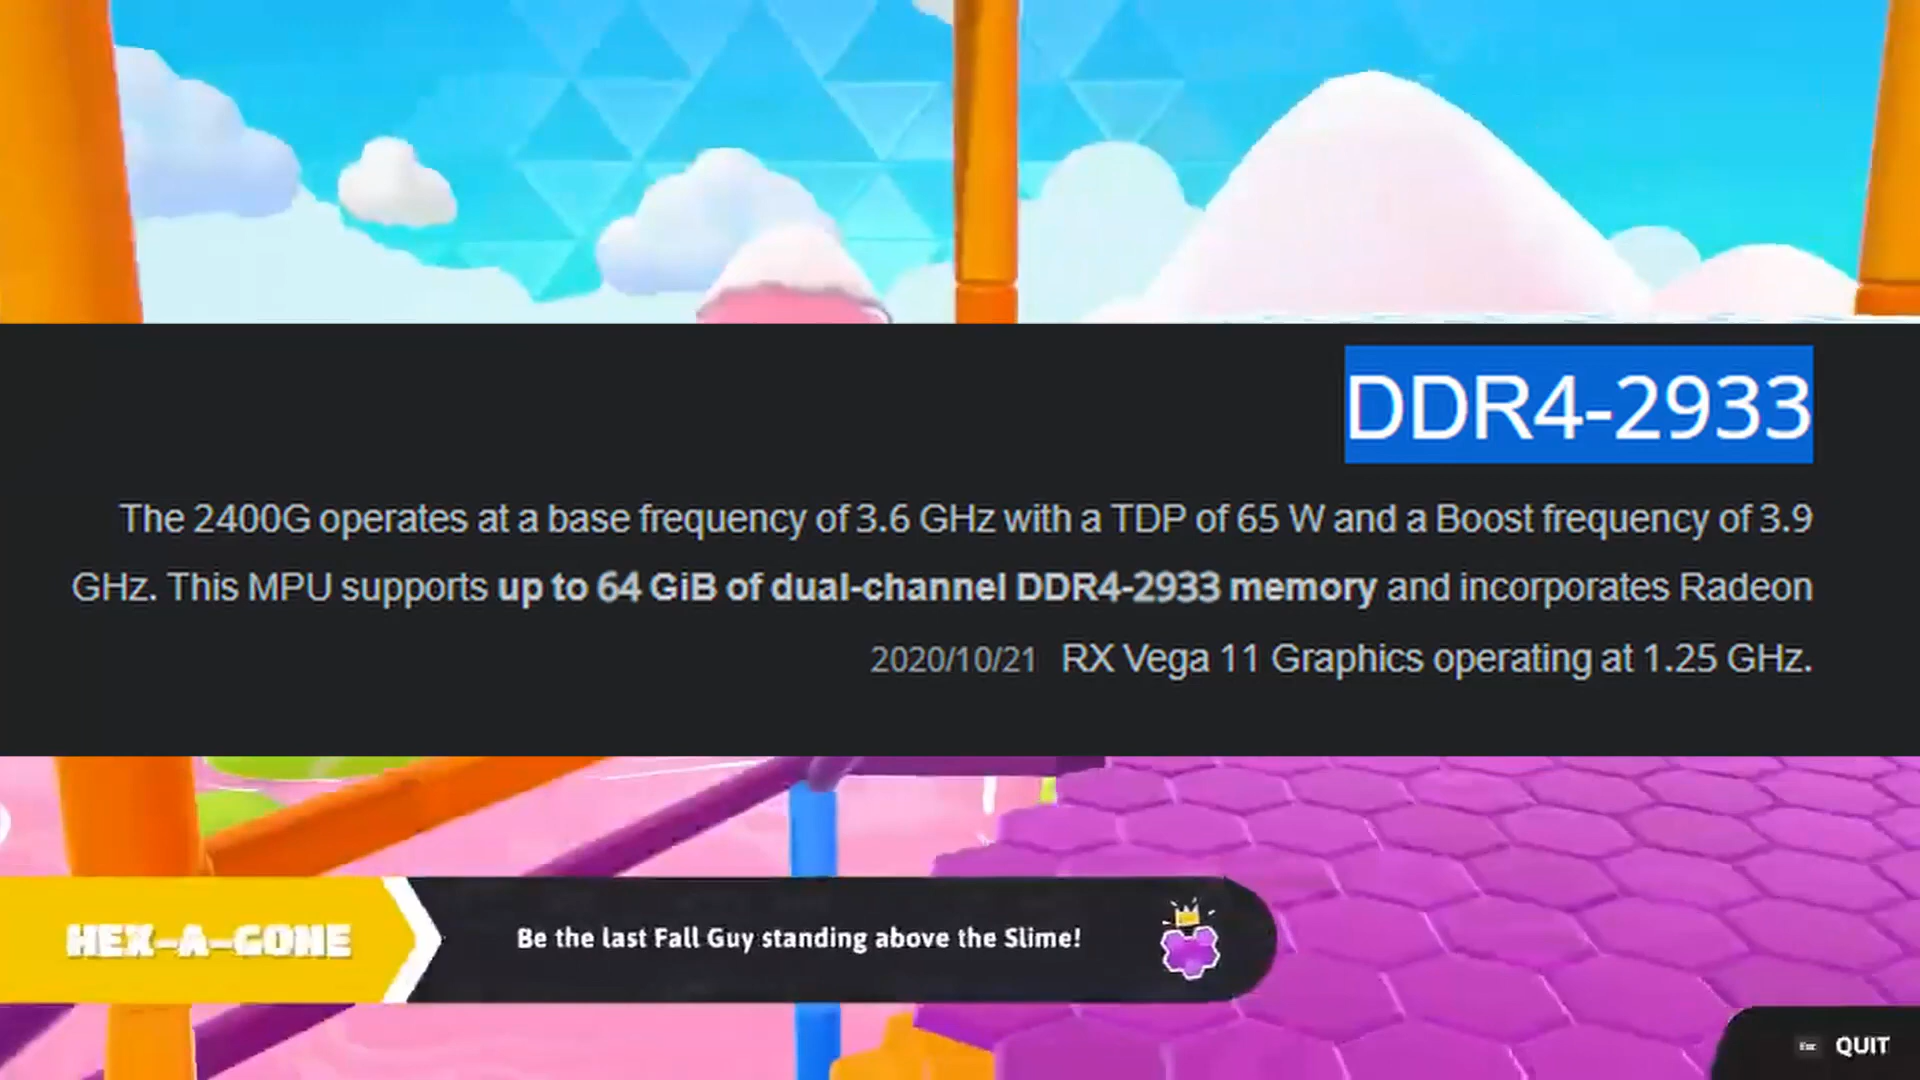 DDR4-2933
The 2400G operates at a base frequency of 3.6 GHz with a TDP of 65 W and a Boost frequency of 3.9
GHz. This MPU supports up to 64 GiB of dual-channel DDR4-2933 memory and incorporates Radeon
2020/10/21 RX Vega 11 Graphics operating at 1.25 GHz.
HEX-A-GONE
Be the last Fall Guy standing above the Slime!
Esc QUIT